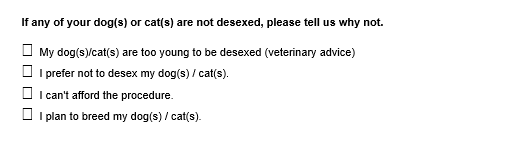 If any of your dog(s) or cat(s) are not desexed, please tell us why not.
My dog(s)/cat(s) are too young to be desexed (veterinary advice)
I prefer not to desex my dog(s) / cat(s).
I can't afford the procedure.
I plan to breed my dog(s) / cat(s).